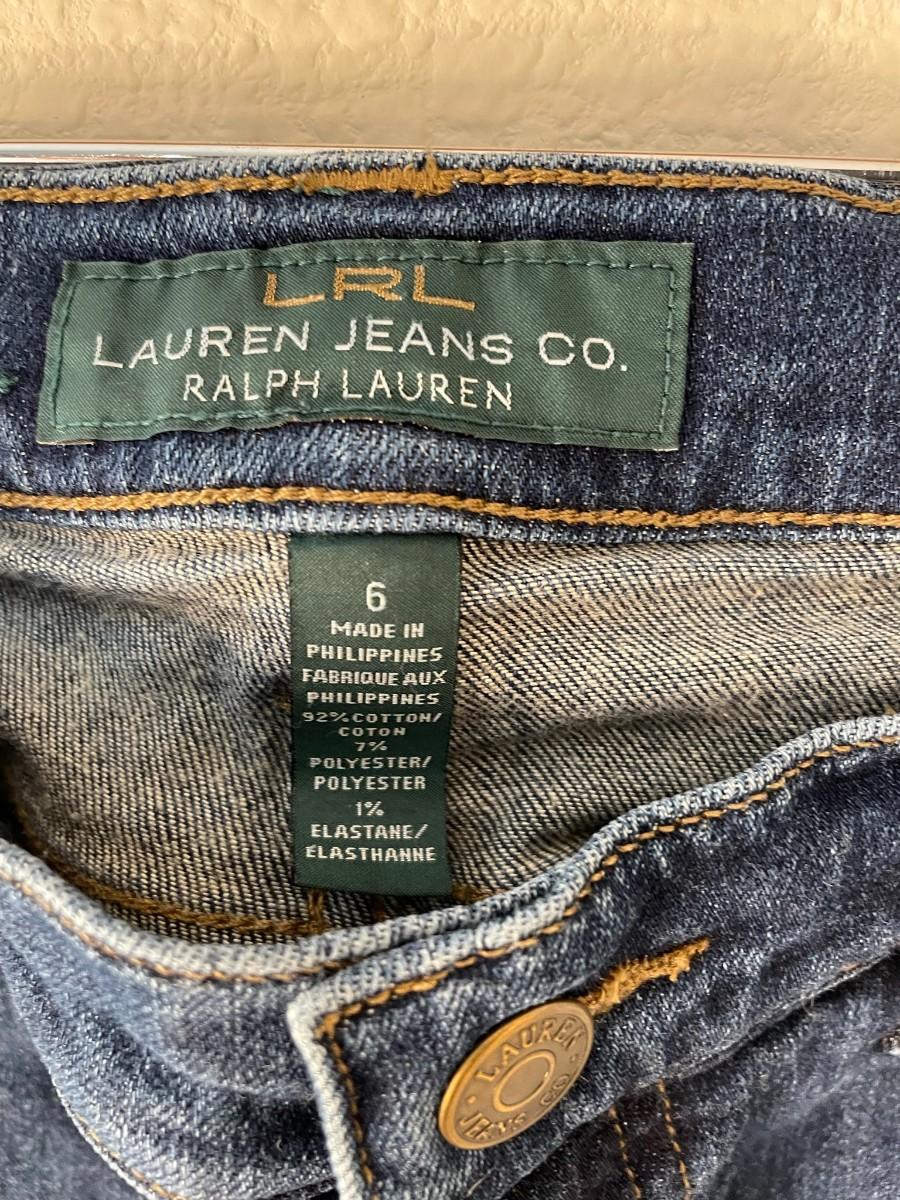 LRL
LAUREN JEANS CO.
RALPH LAUREN
6
MADE IN
PHILIPPINES
FABRIQUE AUX
PHILIPPINES
92% COTTON/
COTON
7%
POLYESTER/
POLYESTER
1%
ELASTANE/
ÉLASTHANNE
LAUREN
JEANS CO